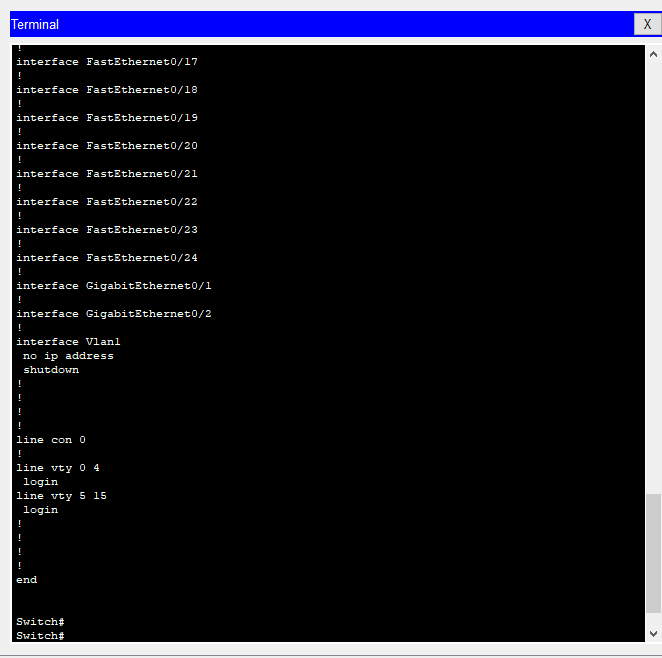 Terminal
X
!
interface FastEthernet0/17
!
interface FastEthernet0/18
!
interface FastEthernet0/19
!
interface FastEthernet0/20
!
interface FastEthernet0/21
!
interface FastEthernet0/22
!
interface FastEthernet0/23
!
interface FastEthernet0/24
!
interface GigabitEthernet0/1
!
interface GigabitEthernet0/2
!
interface Vlan1
 no ip address
 shutdown
!
!
!
!
line con 0
!
line vty 0 4
 login
line vty 5 15
 login
!
!
!
!
end
Switch#
Switch#